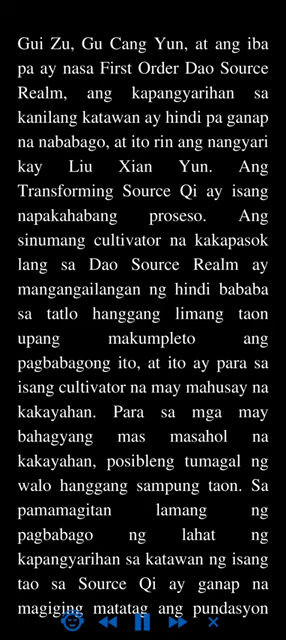 Gui Zu, Gu Cang Yun, at ang iba
pa ay nasa First Order Dao Source
Realm, ang kapangyarihan sa
kanilang katawan ay hindi pa ganap
na nababago, at ito rin ang nangyari
kay Liu Xian Yun. Ang
Transforming Source Qi ay isang
napakahabang proseso. Ang
sinumang cultivator na kakapasok
lang sa Dao Source Realm ay
mangangailangan ng hindi bababa
sa tatlo hanggang limang taon
upang makumpleto ang
pagbabagong ito, at ito ay para sa
isang cultivator na may mahusay na
kakayahan. Para sa mga may
bahagyang mas masahol na
kakayahan, posibleng tumagal ng
walo hanggang sampung taon. Sa
pamamagitan lamang ng
pagbabago ng lahat ng
kapangyarihan sa katawan ng isang
tao sa Source Qi ay ganap na
magiging matatag ang pundasyon